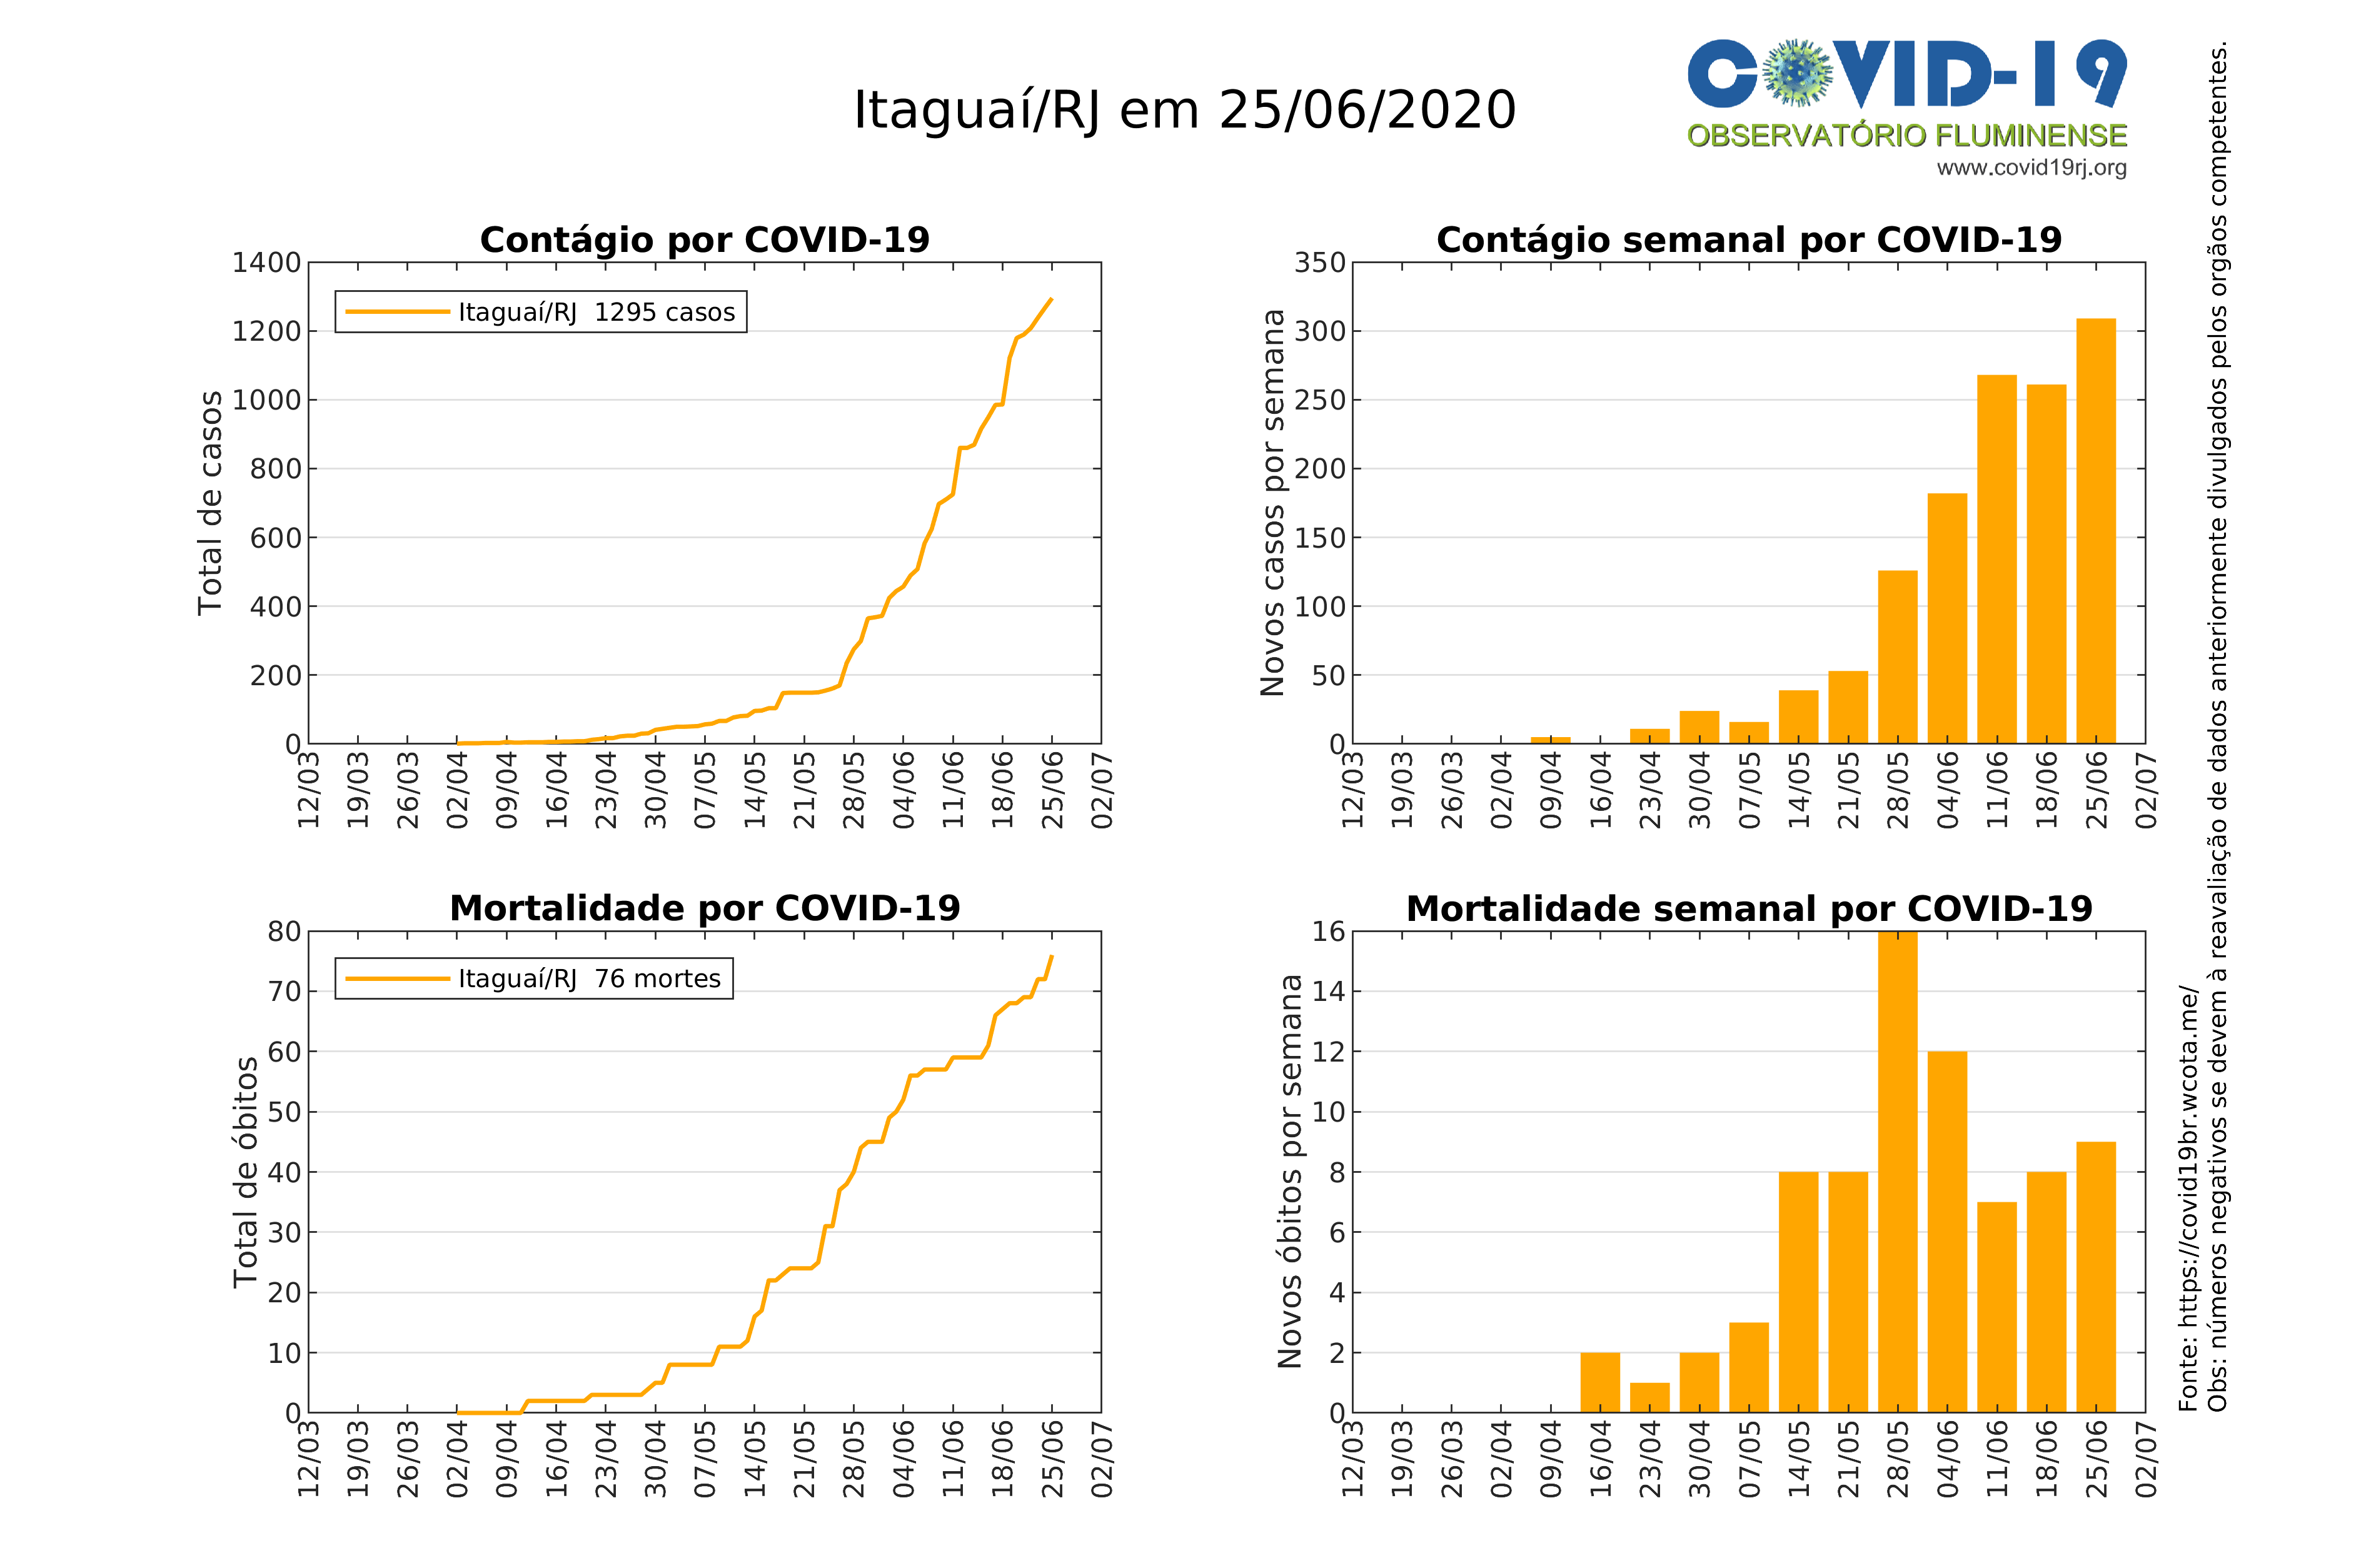 Itaguaí/RJ em 25/06/2020
COVID-19
OBSERVATÓRIO FLUMINENSE
www.covid19rj.org
Contágio por COVID-19
Total de casos
1400
1200
1000
800
600
400
200
0
Itaguaí/RJ 1295 casos
12/03 19/03 26/03 02/04 09/04 16/04 23/04 30/04 07/05 14/05 21/05 28/05 04/06 11/06 18/06 25/06 02/07
Contágio semanal por COVID-19
Novos casos por semana
350
300
250
200
150
100
50
0
12/03 19/03 26/03 02/04 09/04 16/04 23/04 30/04 07/05 14/05 21/05 28/05 04/06 11/06 18/06 25/06 02/07
Mortalidade por COVID-19
Total de óbitos
80
70
60
50
40
30
20
10
0
Itaguaí/RJ 76 mortes
12/03 19/03 26/03 02/04 09/04 16/04 23/04 30/04 07/05 14/05 21/05 28/05 04/06 11/06 18/06 25/06 02/07
Mortalidade semanal por COVID-19
Novos óbitos por semana
16
14
12
10
8
6
4
2
0
12/03 19/03 26/03 02/04 09/04 16/04 23/04 30/04 07/05 14/05 21/05 28/05 04/06 11/06 18/06 25/06 02/07
Fonte: https://covid19br.wcota.me/
Obs: números negativos se devem à reavaliação de dados anteriormente divulgados pelos orgãos competentes.